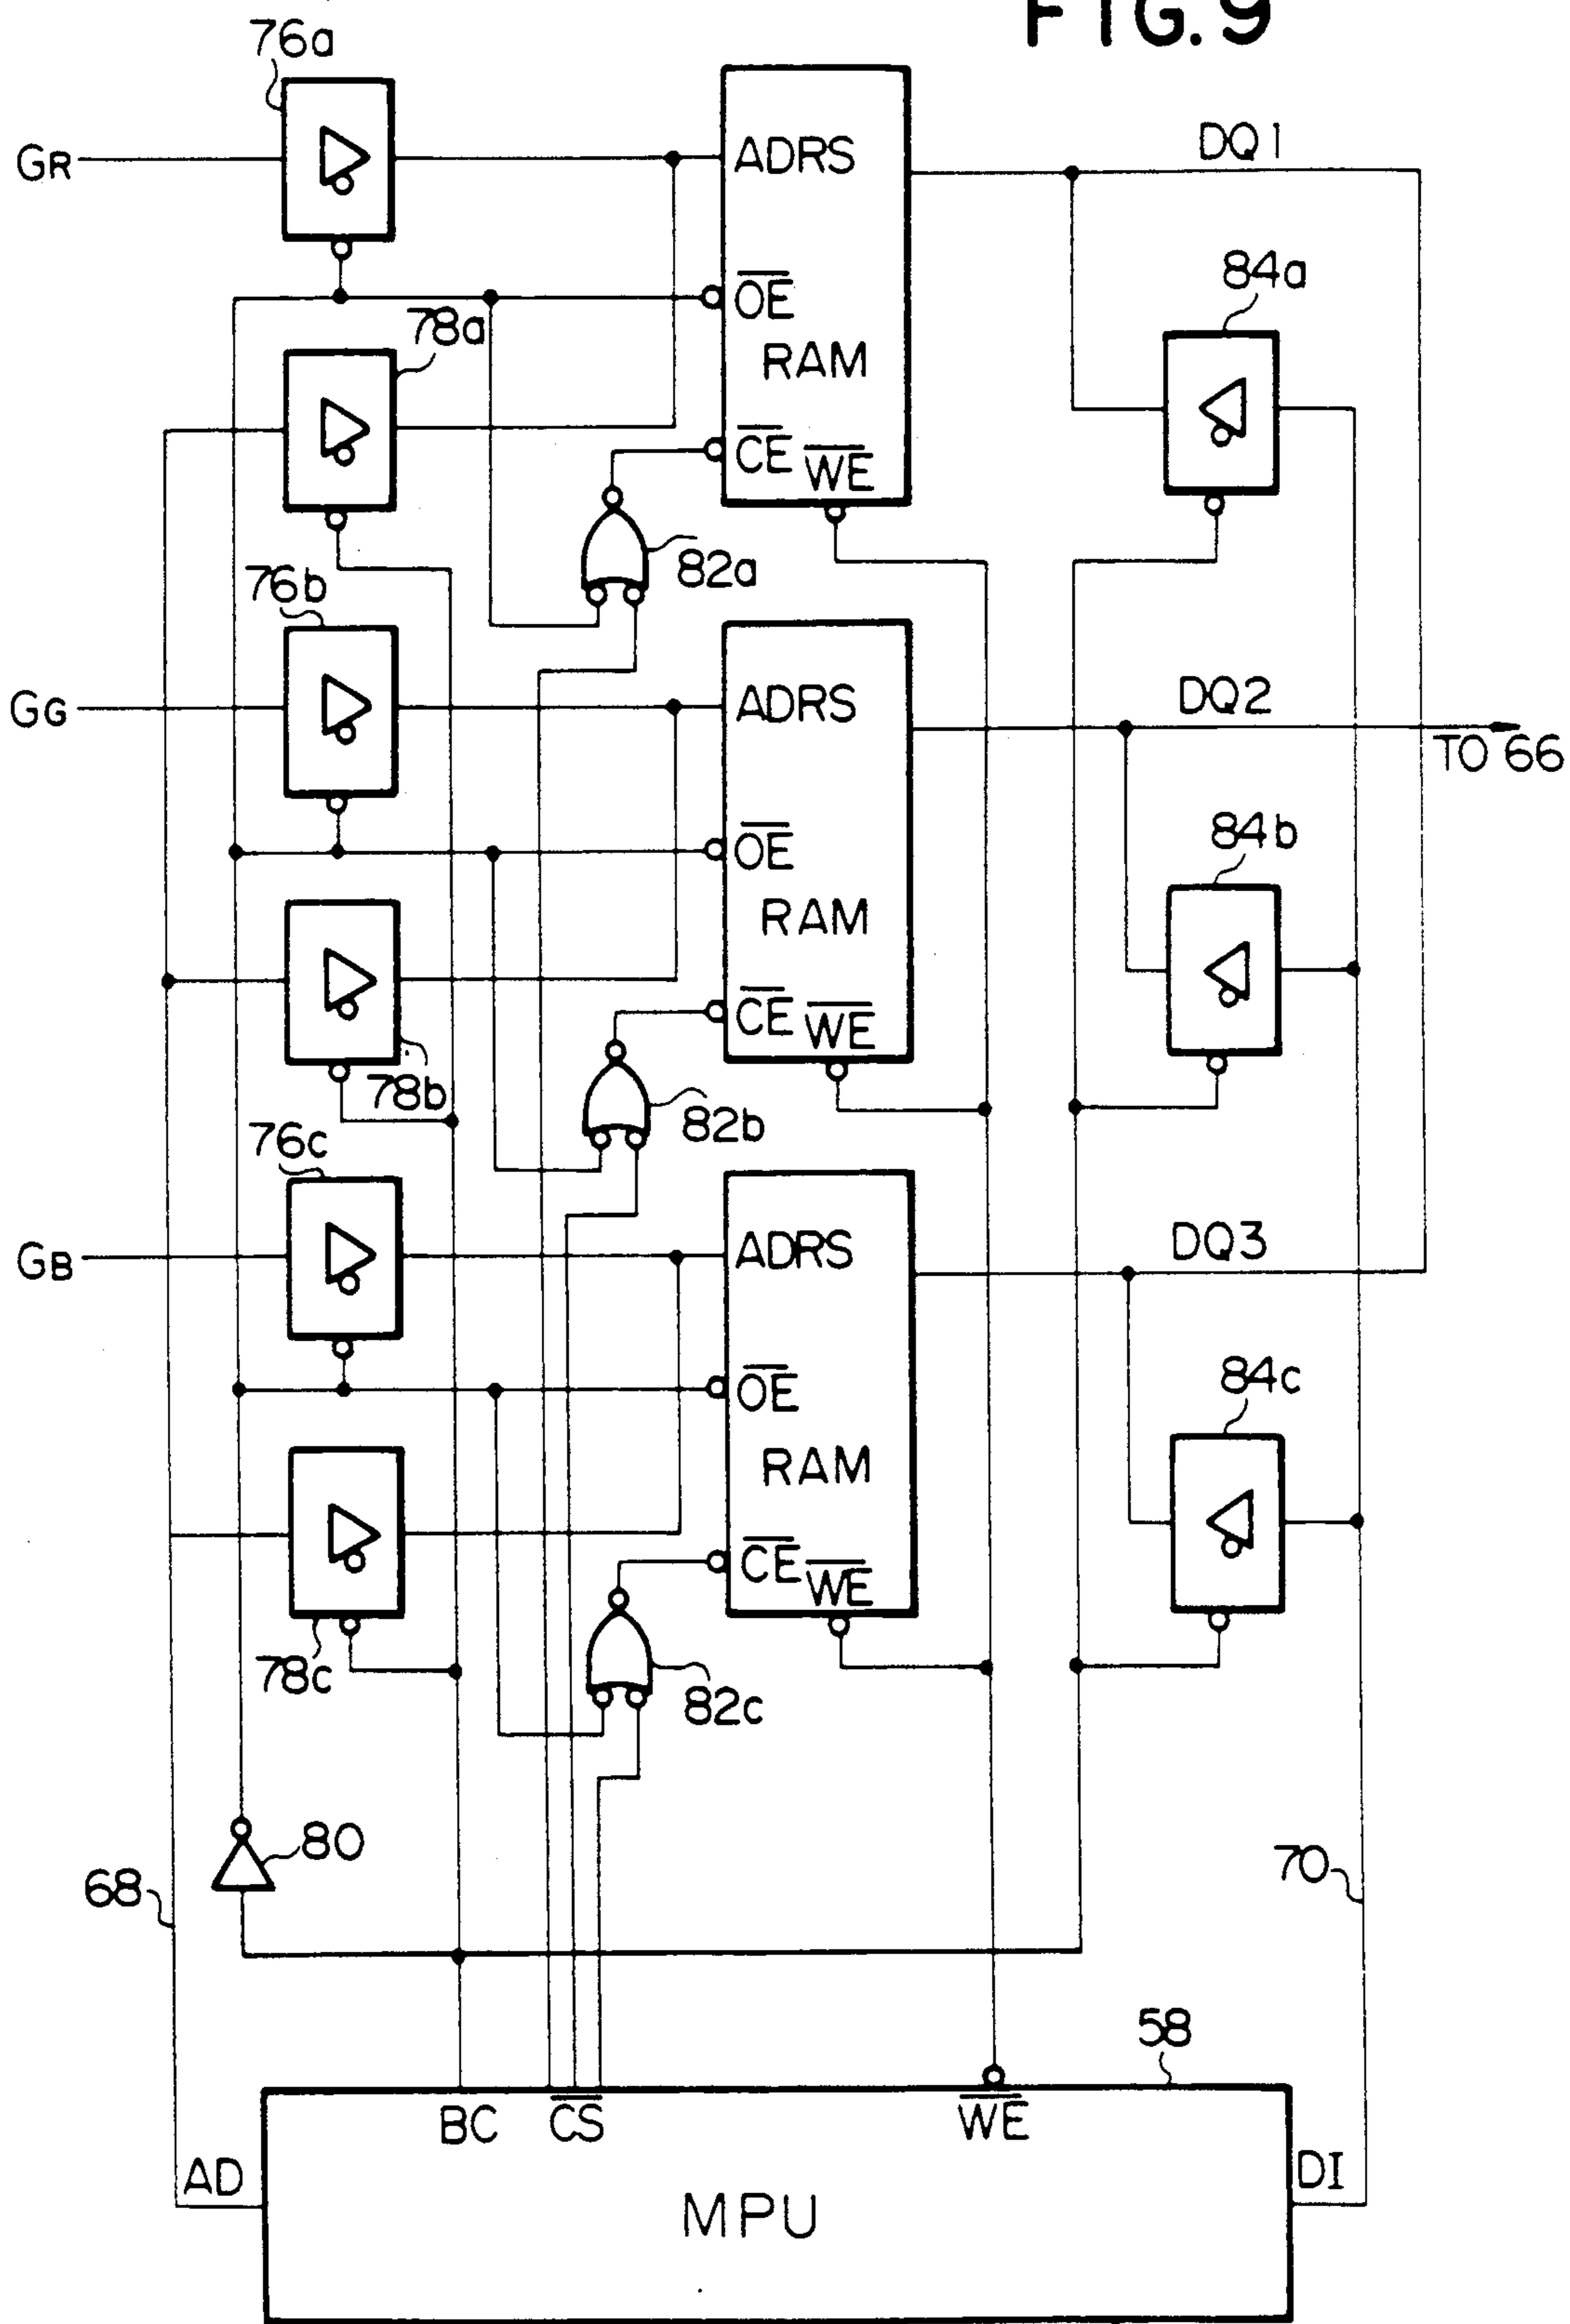 FIG. 9
76a
GR
ADRS
DQ1
84a
OE
78a
RAM
CE WE
82a
76b
GG
ADRS
DQ2
TO 66
84b
OE
RAM
CE WE
78b
82b
76c
GB
ADRS
DQ3
84c
OE
RAM
CE WE
78c
82c
80
68
70
58
BC CS WE
AD
DI
MPU